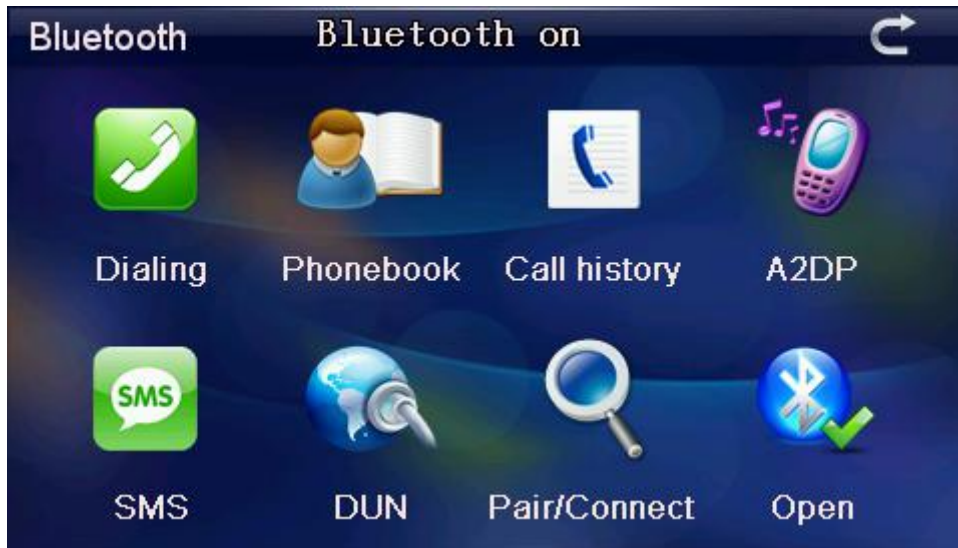 Bluetooth Bluetooth on
Dialing Phonebook Call history A2DP
SMS
SMS DUN Pair/Connect Open